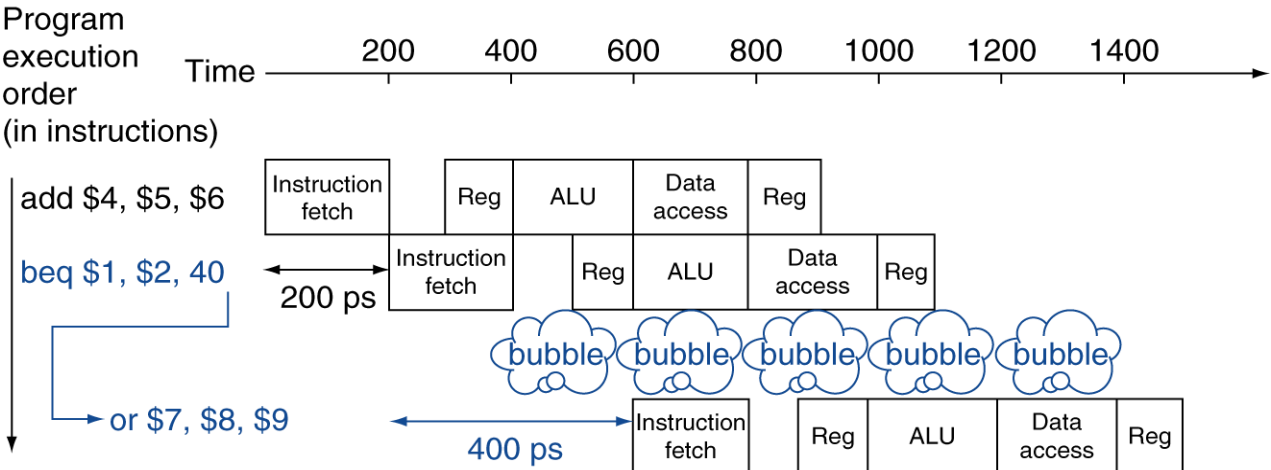 Program
execution
order
(in instructions)
Time
200 400 600 800 1000 1200 1400
add $4, $5, $6
Instruction
fetch
Reg
ALU
Data
access
Reg
beq $1, $2, 40
200 ps
Instruction
fetch
Reg
ALU
Data
access
Reg
bubble bubble bubble bubble bubble
or $7, $8, $9
400 ps
Instruction
fetch
Reg
ALU
Data
access
Reg